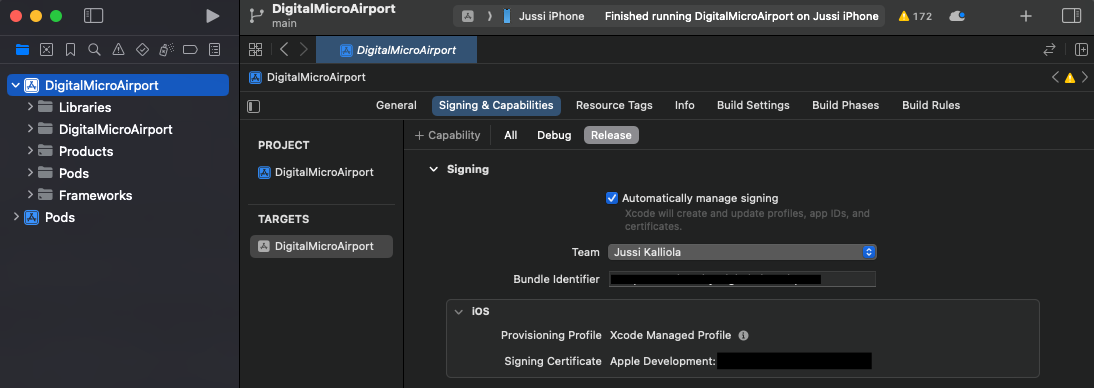 DigitalMicroAirport
main
Jussi iPhone
Finished running DigitalMicroAirport on Jussi iPhone
172
DigitalMicroAirport
DigitalMicroAirport
Libraries
DigitalMicroAirport
Products
Pods
Frameworks
Pods
DigitalMicroAirport
General Signing & Capabilities Resource Tags Info Build Settings Build Phases Build Rules
PROJECT
DigitalMicroAirport
TARGETS
DigitalMicroAirport
+ Capability All Debug Release
Signing
Automatically manage signing
Xcode will create and update profiles, app IDs, and
certificates.
Team Jussi Kalliola
Bundle Identifier
iOS
Provisioning Profile Xcode Managed Profile
Signing Certificate Apple Development: